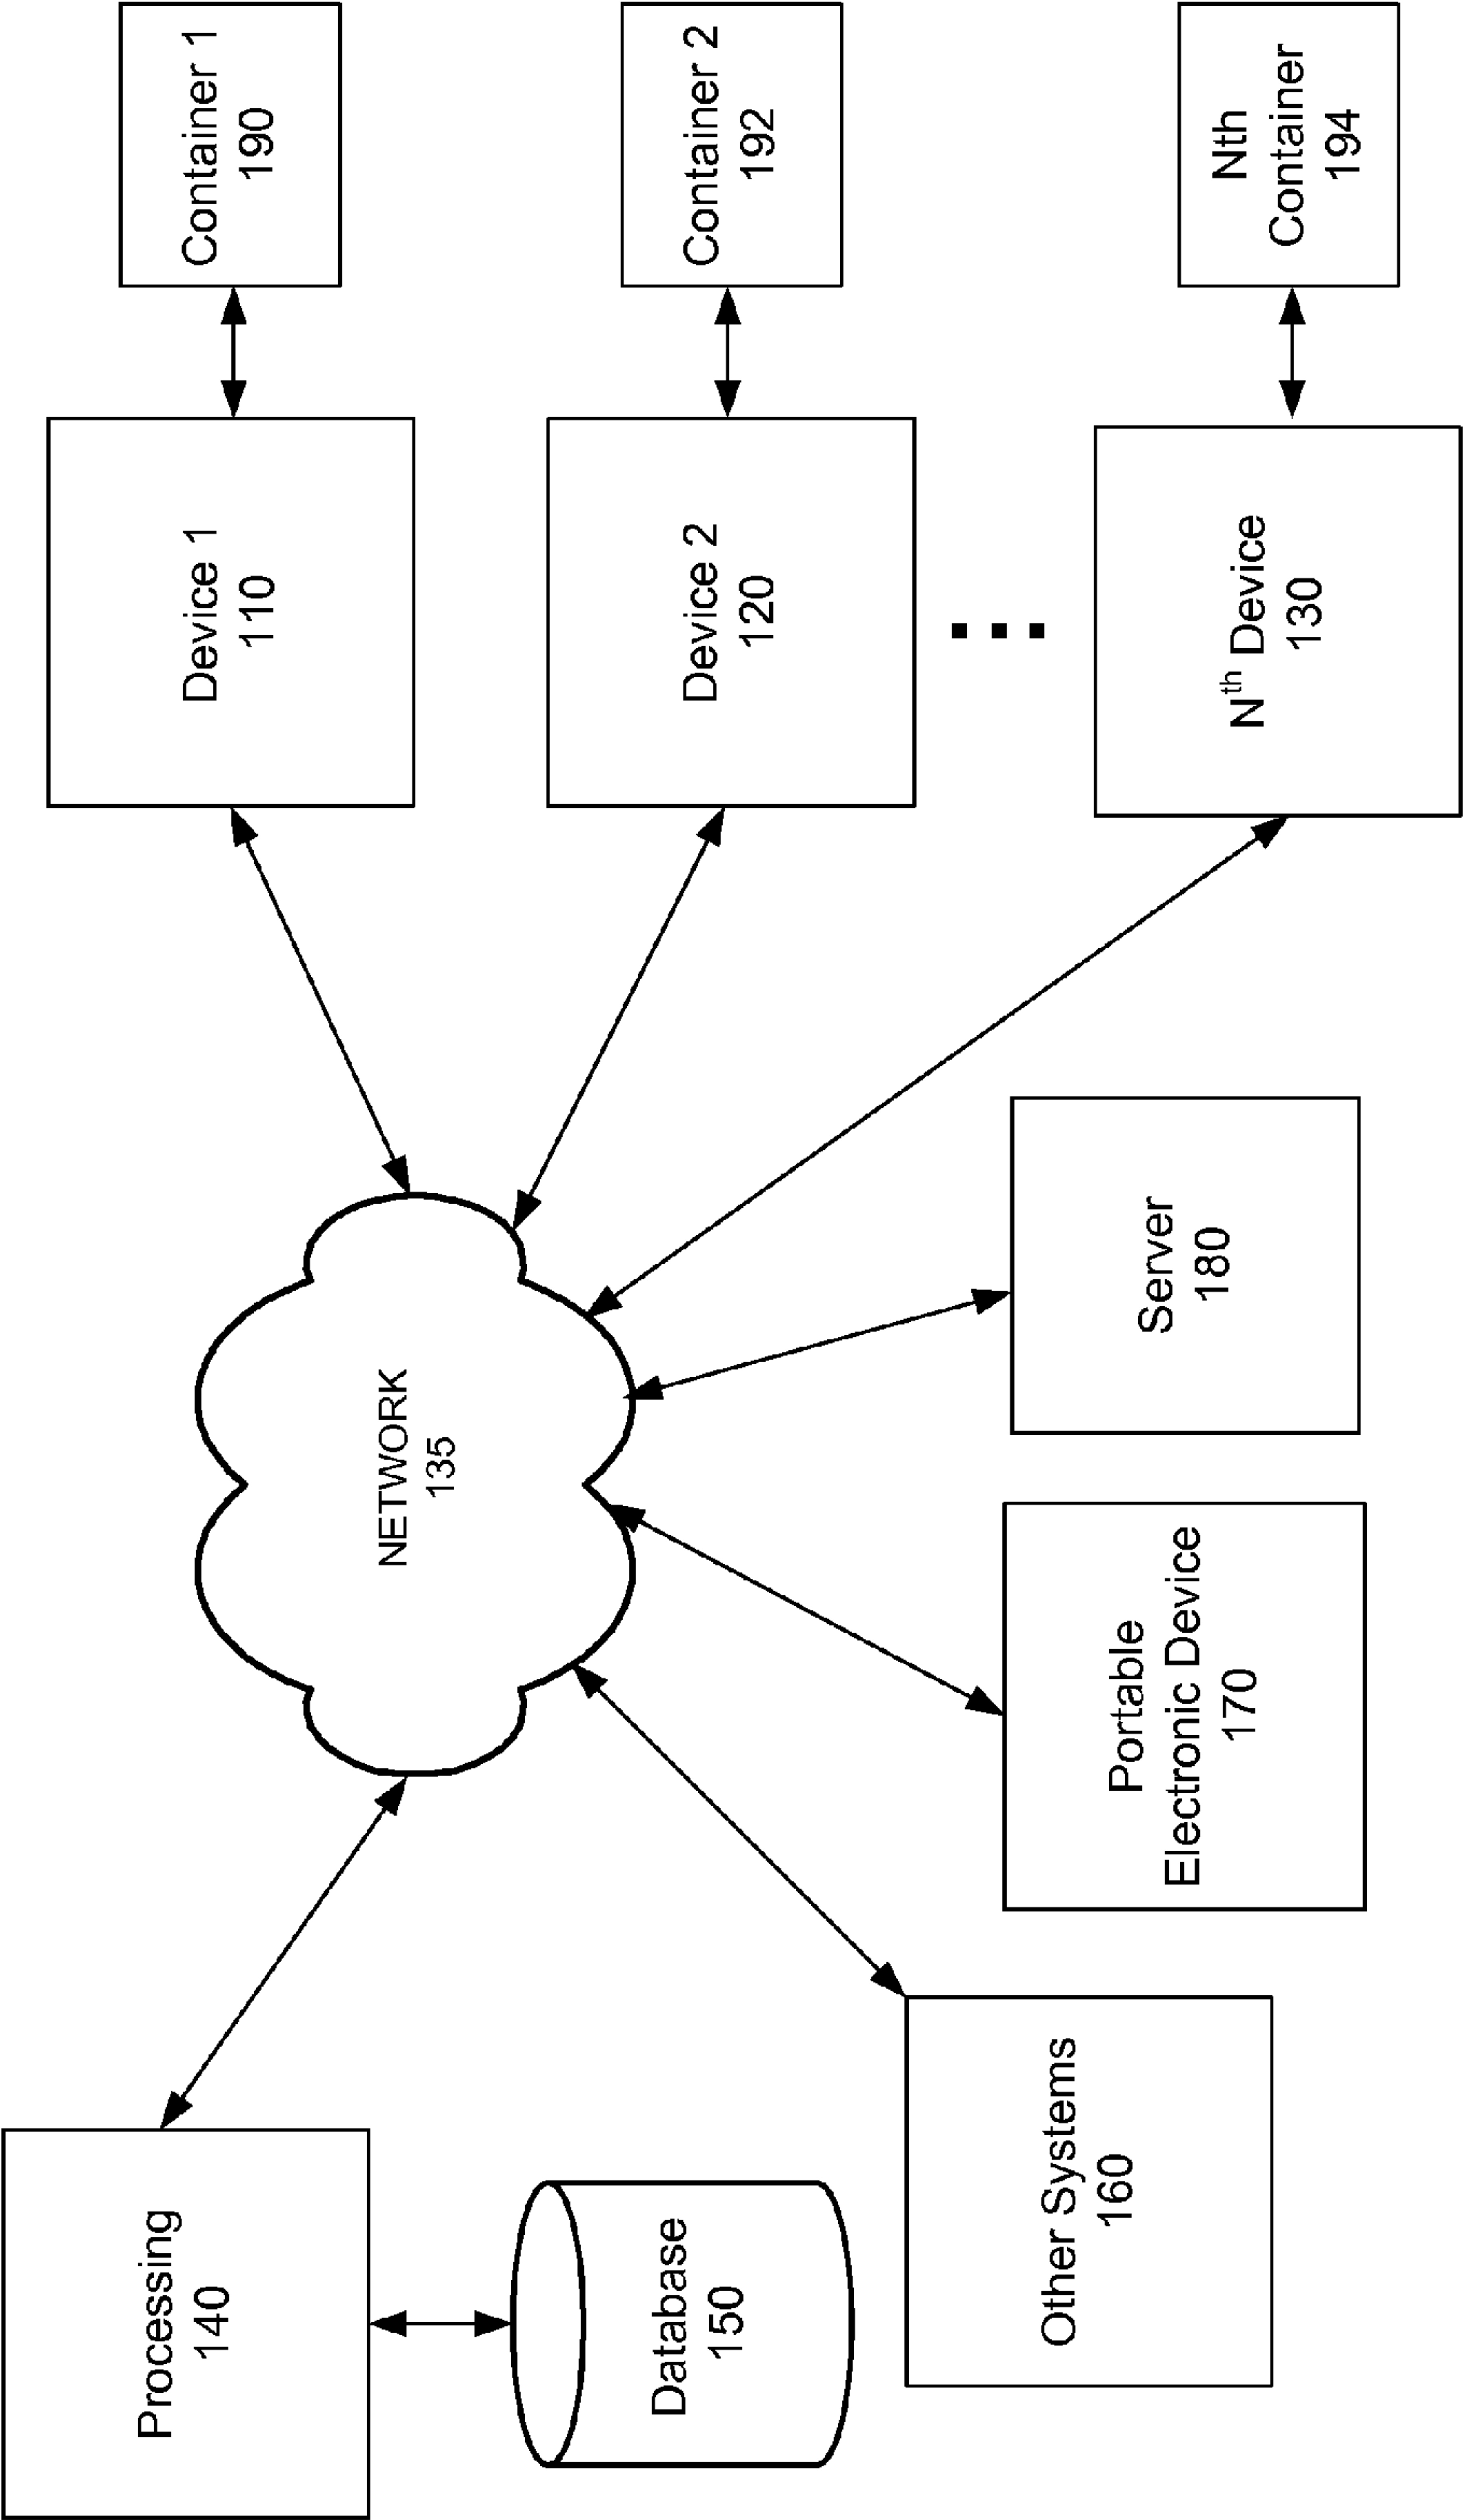 Processing
140
Database
150
Other Systems
160
NETWORK
135
Portable
Electronic Device
170
Server
180
Device 1
110
Device 2
120
Nth Device
130
Container 1
190
Container 2
192
Nth
Container
194